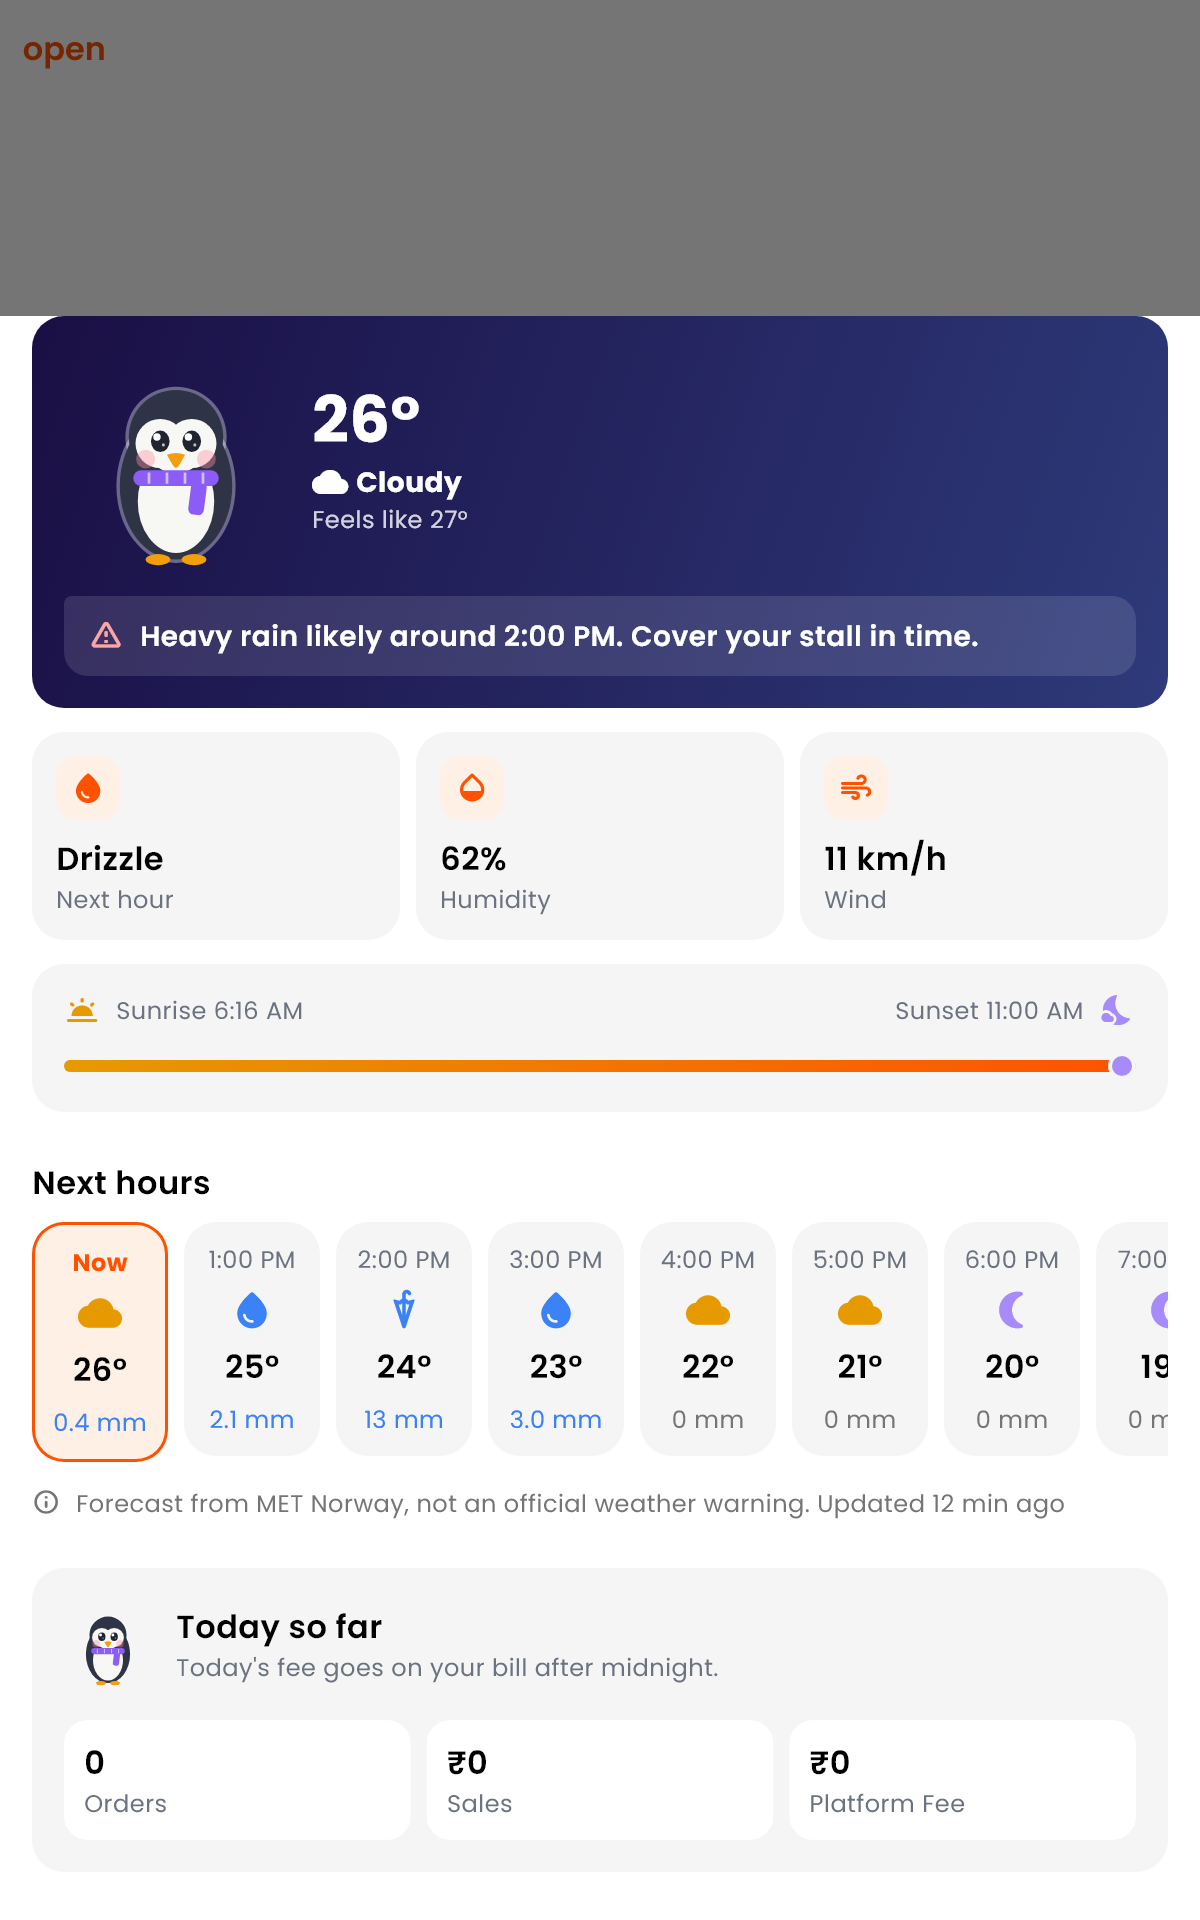 open
26°
Cloudy
Feels like 27°
Heavy rain likely around 2:00 PM. Cover your stall in time.
Drizzle
Next hour
62%
Humidity
11 km/h
Wind
Sunrise 6:16 AM
Sunset 11:00 AM
Next hours
Now
26°
0.4 mm
1:00 PM
25°
2.1 mm
2:00 PM
24°
13 mm
3:00 PM
23°
3.0 mm
4:00 PM
22°
0 mm
5:00 PM
21°
0 mm
6:00 PM
20°
0 mm
7:00
19
0 m
Forecast from MET Norway, not an official weather warning. Updated 12 min ago
Today so far
Today's fee goes on your bill after midnight.
0
Orders
₹0
Sales
₹0
Platform Fee